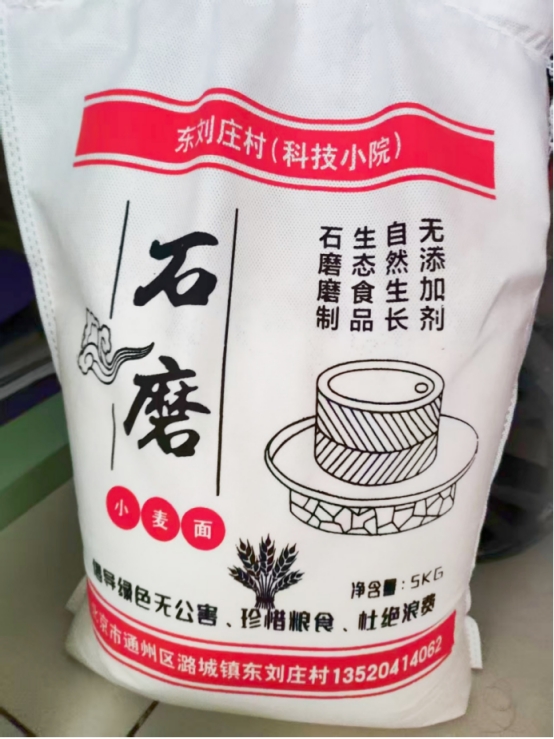 东刘庄村(科技小院)
无添加剂
自然生长
生态食品
石磨磨制
石磨
小麦面
净含量:5KG
倡导绿色无公害、珍惜粮食、杜绝浪费
北京市通州区潞城镇东刘庄村13520414062